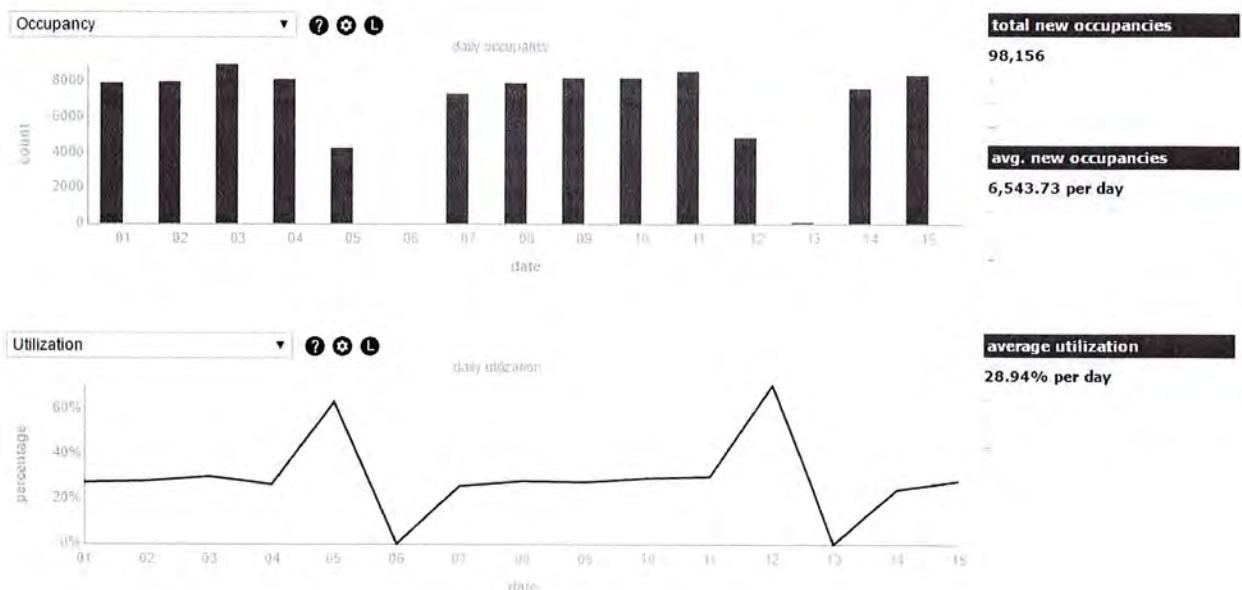 Occupancy
? L
daily occupancy
total new occupancies
98,156
8000
6000
4000
2000
0
count
01 02 03 04 05 06 07 08 09 10 11 12 13 14 15
date
avg. new occupancies
6,543.73 per day
Utilization
? L
daily utilization
average utilization
28.94% per day
60%
40%
20%
0%
percentage
01 02 03 04 05 06 07 08 09 10 11 12 13 14 15
date